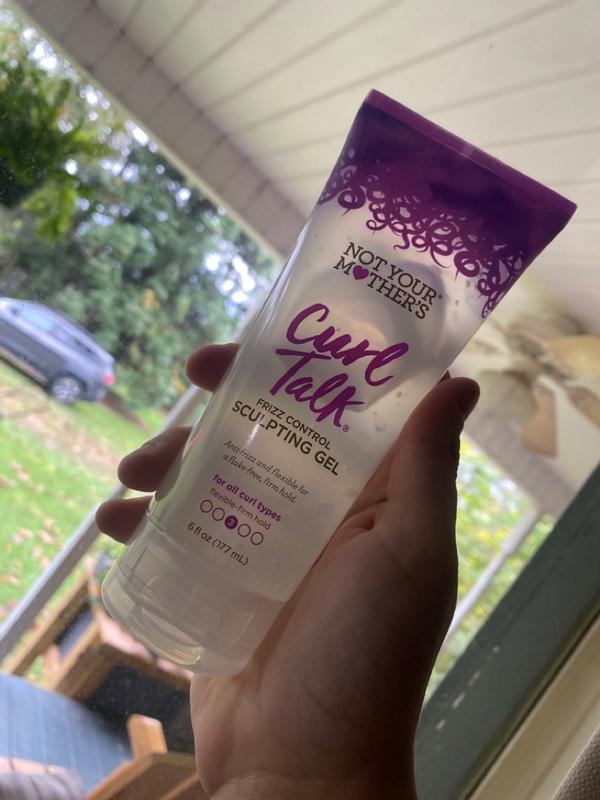 NOT YOUR
MOTHER'S®
Curl
Talk®
FRIZZ CONTROL
SCULPTING GEL
Anti-frizz and flexible for
a flake-free, firm hold.
for all curl types
flexible-firm hold
3
6 fl oz (177 mL)